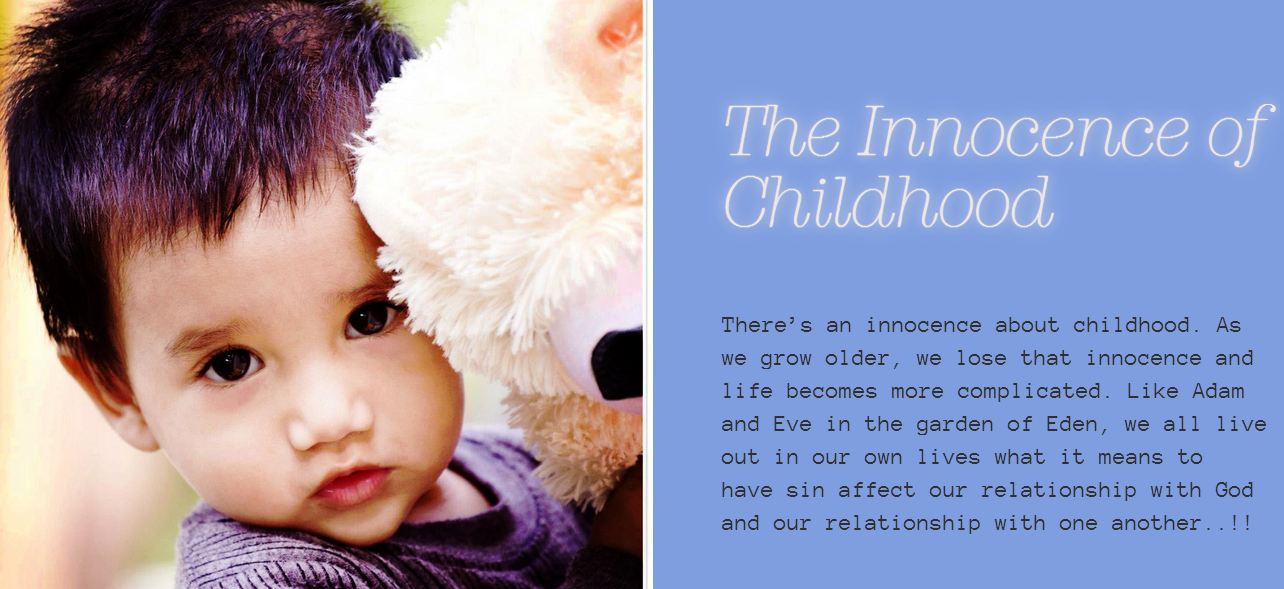 The Innocence of
Childhood
There's an innocence about childhood. As
we grow older, we lose that innocence and
life becomes more complicated. Like Adam
and Eve in the garden of Eden, we all live
out in our own lives what it means to
have sin affect our relationship with God
and our relationship with one another..!!